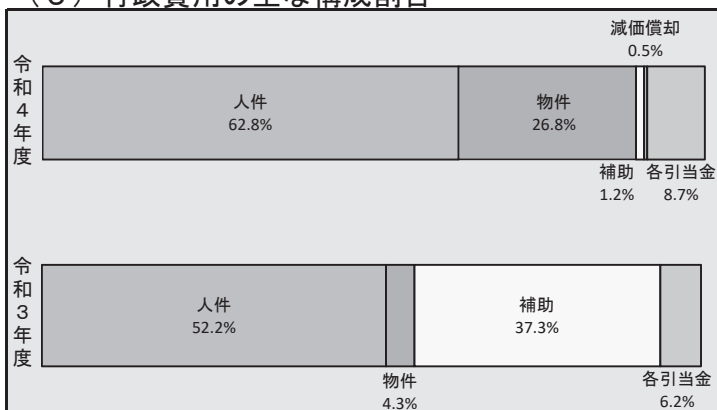 （３）行政費用の主な構成割合
減価償却
0.5%
令和４年度
人件
62.8%
物件
26.8%
補助
1.2%
各引当金
8.7%
令和３年度
人件
52.2%
補助
37.3%
物件
4.3%
各引当金
6.2%